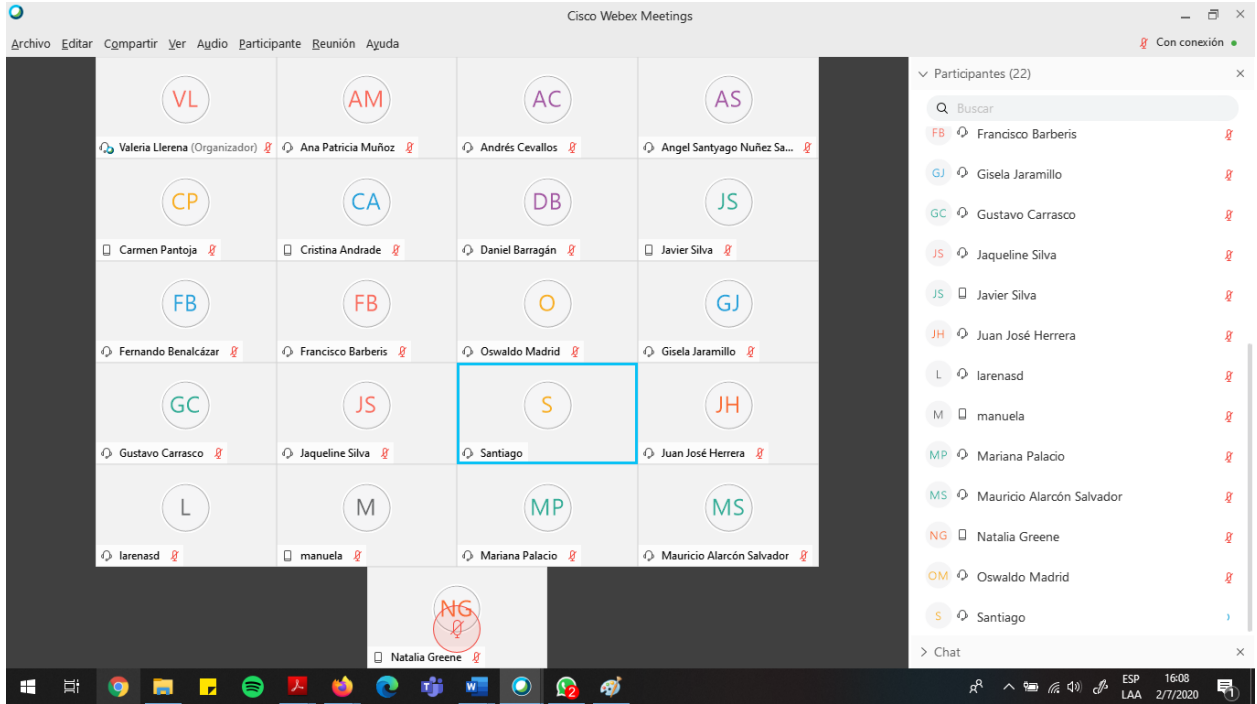 Cisco Webex Meetings
Archivo Editar Compartir Ver Audio Participante Reunión Ayuda
Con conexión
VL AM AC AS
Valeria Llerena (Organizador) Ana Patricia Muñoz Andrés Cevallos Angel Santyago Nuñez Sa...
CP CA DB JS
Carmen Pantoja Cristina Andrade Daniel Barragán Javier Silva
FB FB O GJ
Fernando Benalcázar Francisco Barberis Oswaldo Madrid Gisela Jaramillo
GC JS S JH
Gustavo Carrasco Jaqueline Silva Santiago Juan José Herrera
L M MP MS
larenasd manuela Mariana Palacio Mauricio Alarcón Salvador
NG
Natalia Greene
Participantes (22)
Buscar
FB Francisco Barberis
GJ Gisela Jaramillo
GC Gustavo Carrasco
JS Jaqueline Silva
JS Javier Silva
JH Juan José Herrera
L larenasd
M manuela
MP Mariana Palacio
MS Mauricio Alarcón Salvador
NG Natalia Greene
OM Oswaldo Madrid
S Santiago
Chat
2
ESP
LAA
16:08
2/7/2020
1